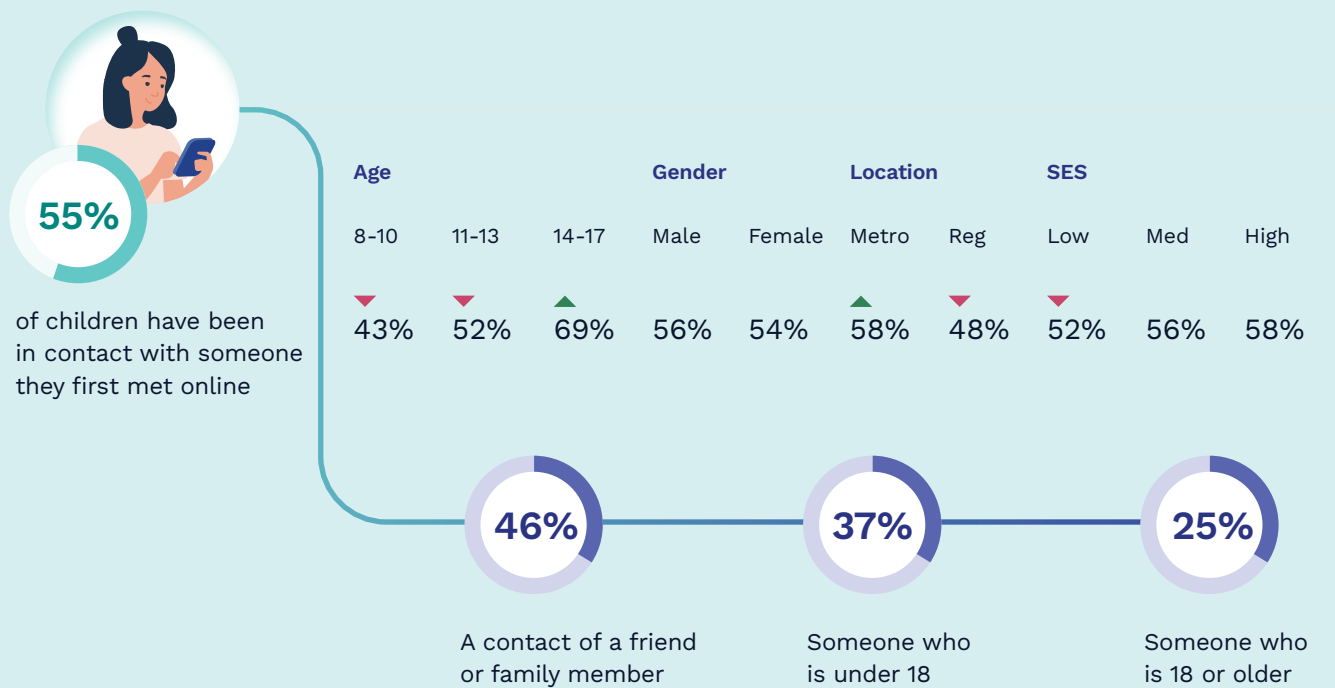 55%
of children have been
in contact with someone
they first met online
Age Gender Location SES
8-10 11-13 14-17 Male Female Metro Reg Low Med High
43% 52% 69% 56% 54% 58% 48% 52% 56% 58%
46% 37% 25%
A contact of a friend
or family member
Someone who
is under 18
Someone who
is 18 or older